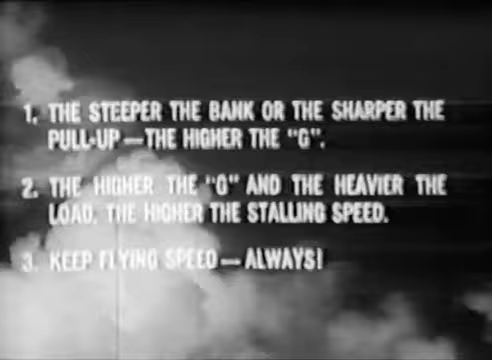 1. THE STEEPER THE BANK OR THE SHARPER THE
PULL-UP — THE HIGHER THE "G".
2. THE HIGHER THE "G" AND THE HEAVIER THE
LOAD, THE HIGHER THE STALLING SPEED.
3. KEEP FLYING SPEED — ALWAYS!